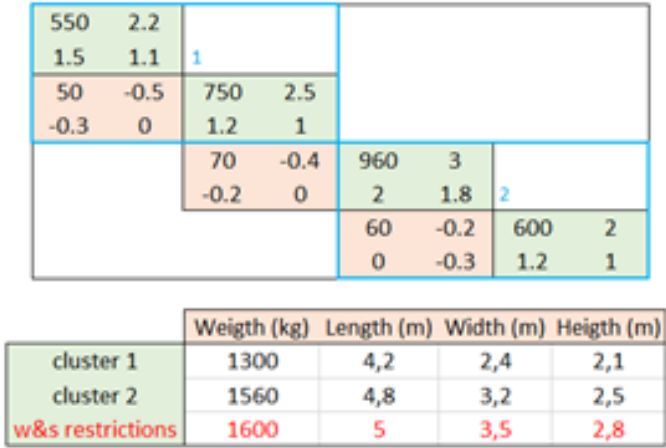 550 2.2
1.5 1.1 1
50 -0.5 750 2.5
-0.3 0 1.2 1
70 -0.4 960 3
-0.2 0 2 1.8 2
60 -0.2 600 2
0 -0.3 1.2 1
Weigth (kg) Length (m) Width (m) Heigth (m)
cluster 1 1300 4,2 2,4 2,1
cluster 2 1560 4,8 3,2 2,5
w&s restrictions 1600 5 3,5 2,8